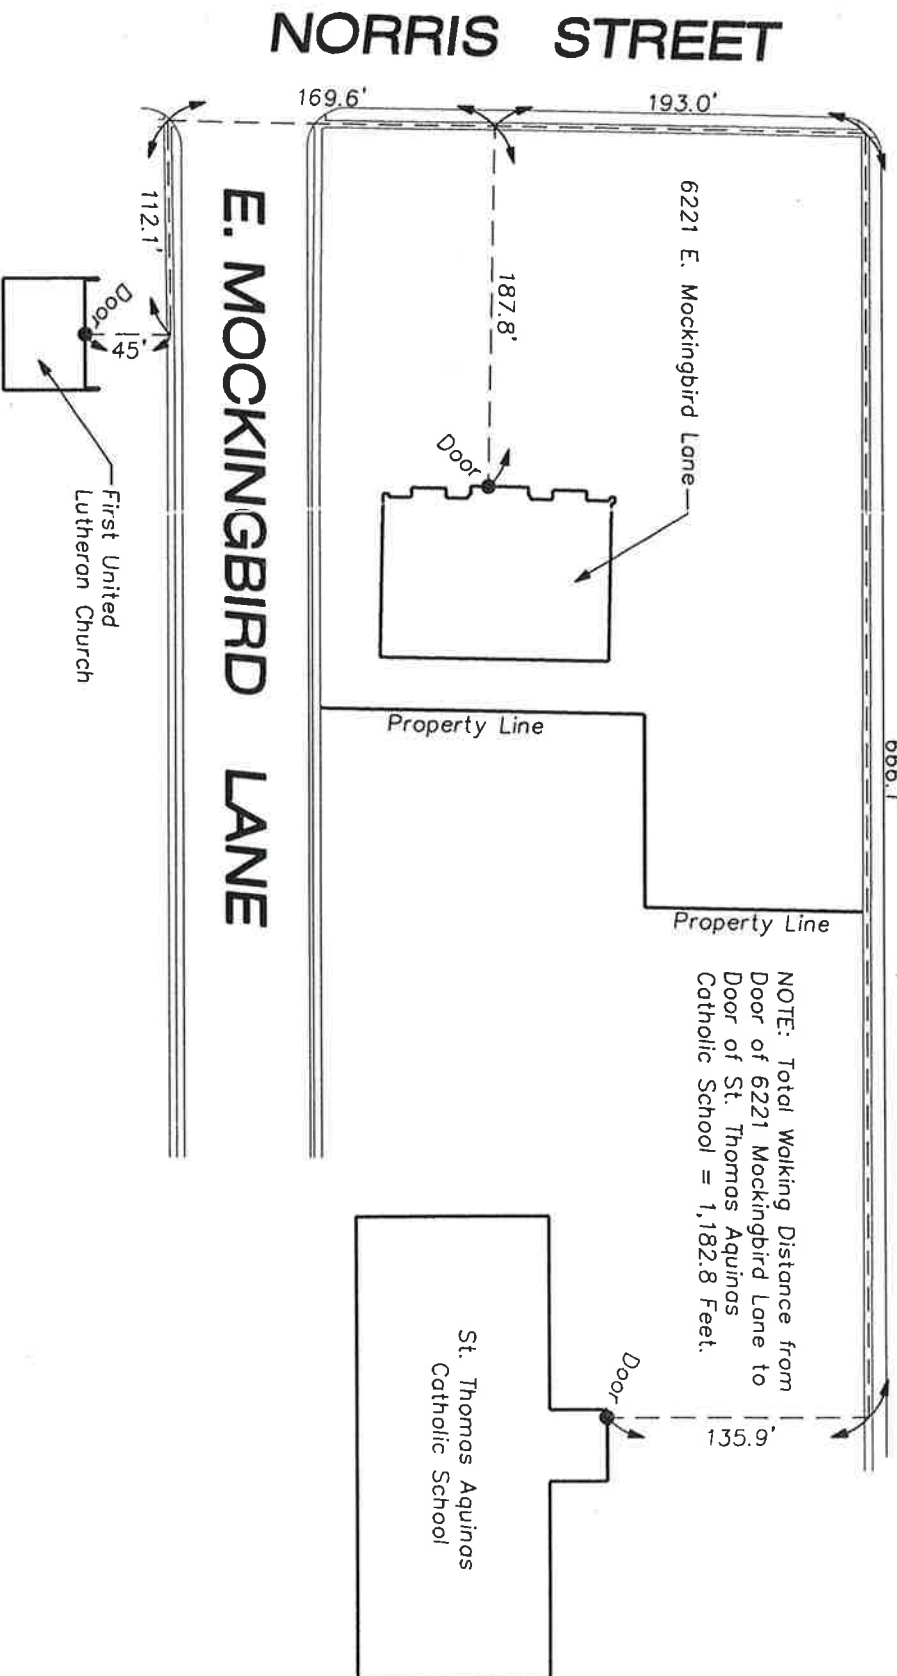 NORRIS STREET
169.6'
193.0'
112.1'
E. MOCKINGBIRD LANE
187.8'
6221 E. Mockingbird Lane
Door
45'
Door
First United
Lutheran Church
Property Line
Property Line
666.1
NOTE: Total Walking Distance from
Door of 6221 Mockingbird Lane to
Door of St. Thomas Aquinas
Catholic School = 1,182.8 Feet.
Door
135.9'
St. Thomas Aquinas
Catholic School